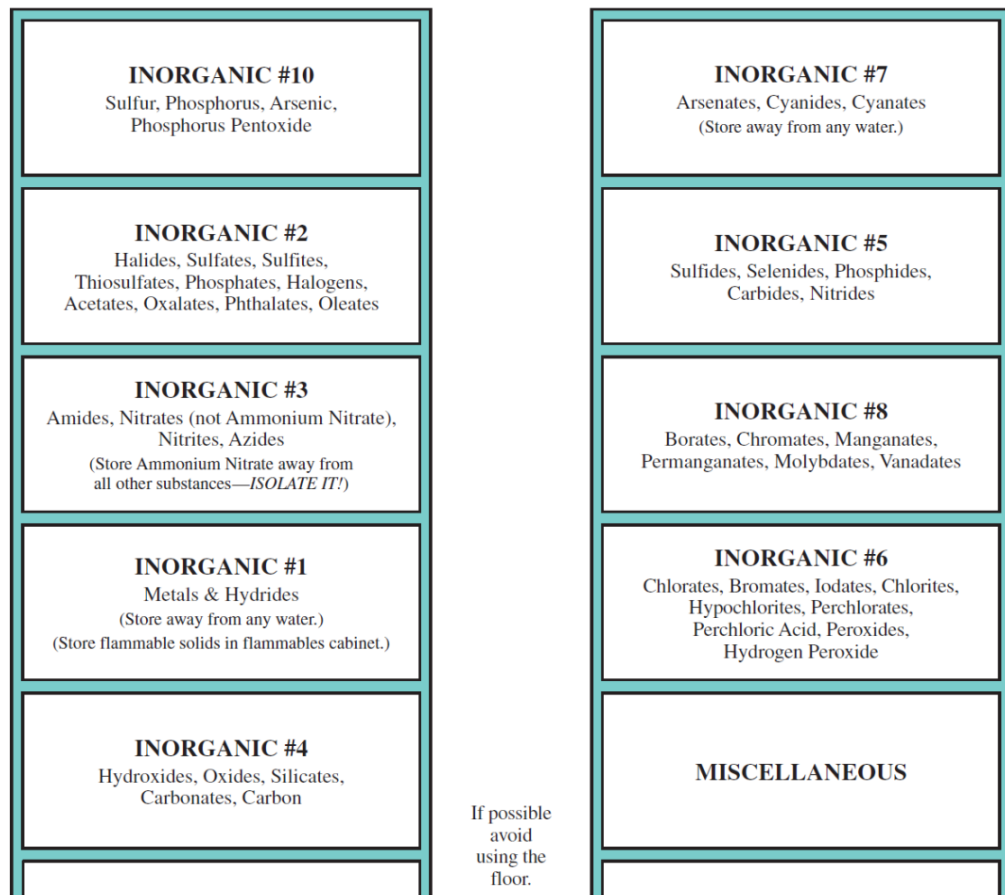 INORGANIC #10
Sulfur, Phosphorus, Arsenic,
Phosphorus Pentoxide
INORGANIC #2
Halides, Sulfates, Sulfites,
Thiosulfates, Phosphates, Halogens,
Acetates, Oxalates, Phthalates, Oleates
INORGANIC #3
Amides, Nitrates (not Ammonium Nitrate),
Nitrites, Azides
(Store Ammonium Nitrate away from
all other substances—ISOLATE IT!)
INORGANIC #1
Metals & Hydrides
(Store away from any water.)
(Store flammable solids in flammables cabinet.)
INORGANIC #4
Hydroxides, Oxides, Silicates,
Carbonates, Carbon
If possible
avoid
using the
floor.
INORGANIC #7
Arsenates, Cyanides, Cyanates
(Store away from any water.)
INORGANIC #5
Sulfides, Selenides, Phosphides,
Carbides, Nitrides
INORGANIC #8
Borates, Chromates, Manganates,
Permanganates, Molybdates, Vanadates
INORGANIC #6
Chlorates, Bromates, Iodates, Chlorites,
Hypochlorites, Perchlorates,
Perchloric Acid, Peroxides,
Hydrogen Peroxide
MISCELLANEOUS